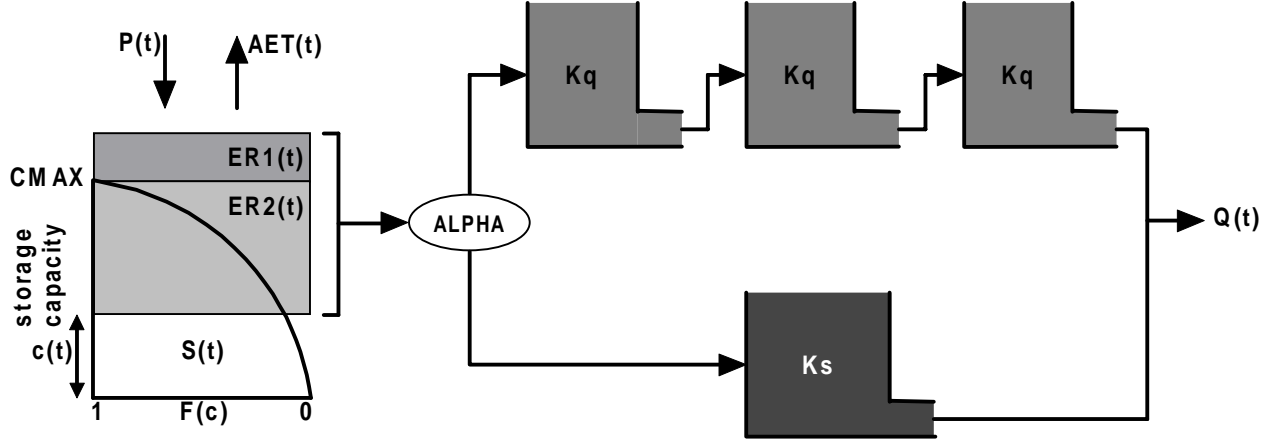 P(t)
AET(t)
ER1(t)
CMAX
ER2(t)
storage
capacity
c(t)
S(t)
1
F(c)
0
ALPHA
Kq
Kq
Kq
Ks
Q(t)